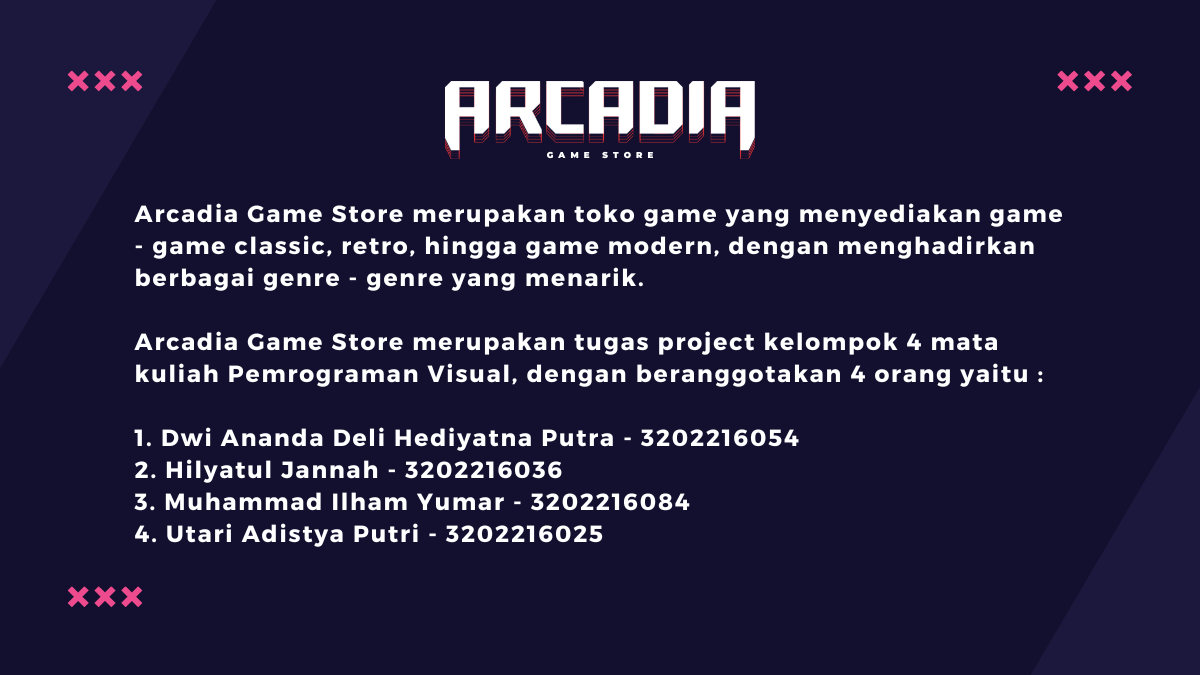 ARCADIA
GAME STORE
Arcadia Game Store merupakan toko game yang menyediakan game
- game classic, retro, hingga game modern, dengan menghadirkan
berbagai genre - genre yang menarik.
Arcadia Game Store merupakan tugas project kelompok 4 mata
kuliah Pemrograman Visual, dengan beranggotakan 4 orang yaitu :
1. Dwi Ananda Deli Hediyatna Putra - 3202216054
2. Hilyatul Jannah - 3202216036
3. Muhammad Ilham Yumar - 3202216084
4. Utari Adistya Putri - 3202216025